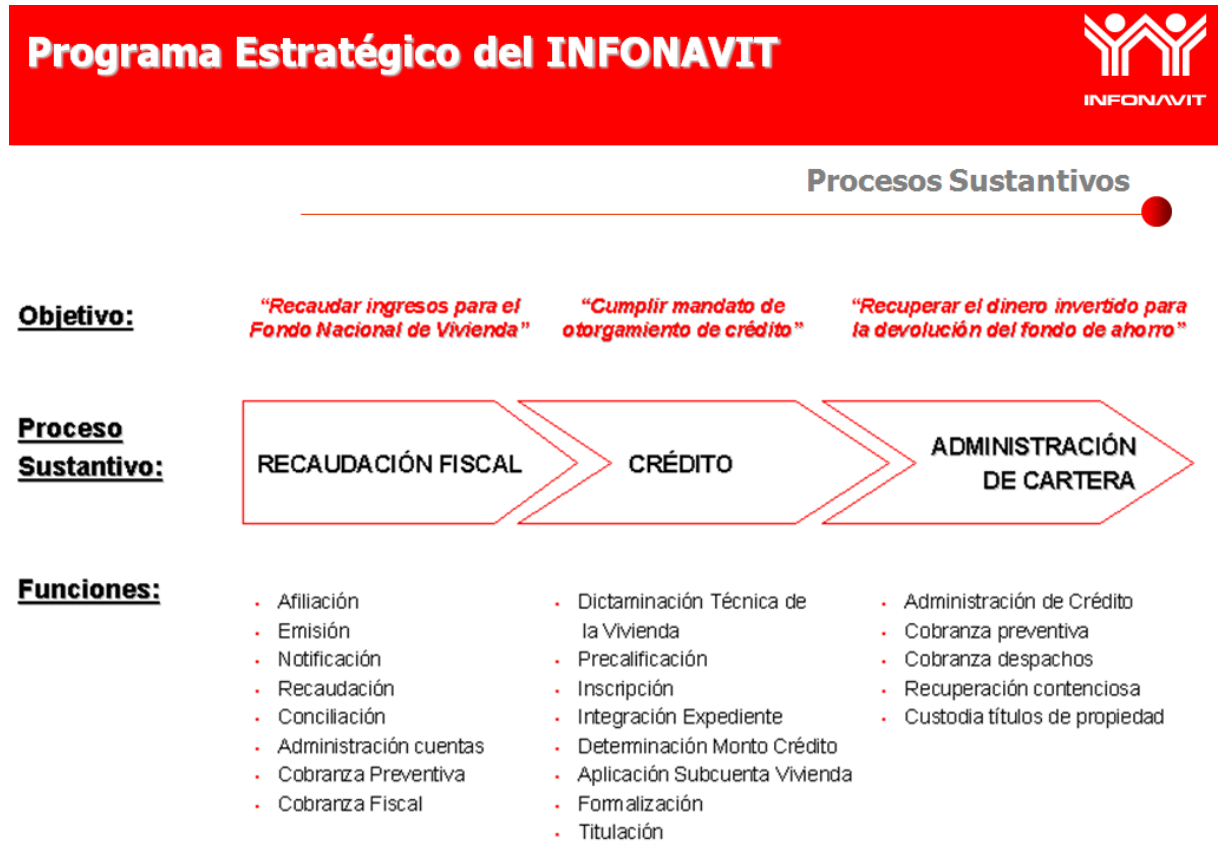 Programa Estratégico del INFONAVIT
INFONAVIT
Procesos Sustantivos
Objetivo:
“Recaudar ingresos para el
Fondo Nacional de Vivienda”
“Cumplir mandato de
otorgamiento de crédito”
“Recuperar el dinero invertido para
la devolución del fondo de ahorro”
Proceso
Sustantivo:
RECAUDACIÓN FISCAL
CRÉDITO
ADMINISTRACIÓN
DE CARTERA
Funciones:
• Afiliación
• Emisión
• Notificación
• Recaudación
• Conciliación
• Administración cuentas
• Cobranza Preventiva
• Cobranza Fiscal
• Dictaminación Técnica de
la Vivienda
• Precalificación
• Inscripción
• Integración Expediente
• Determinación Monto Crédito
• Aplicación Subcuenta Vivienda
• Formalización
• Titulación
• Administración de Crédito
• Cobranza preventiva
• Cobranza despachos
• Recuperación contenciosa
• Custodia títulos de propiedad